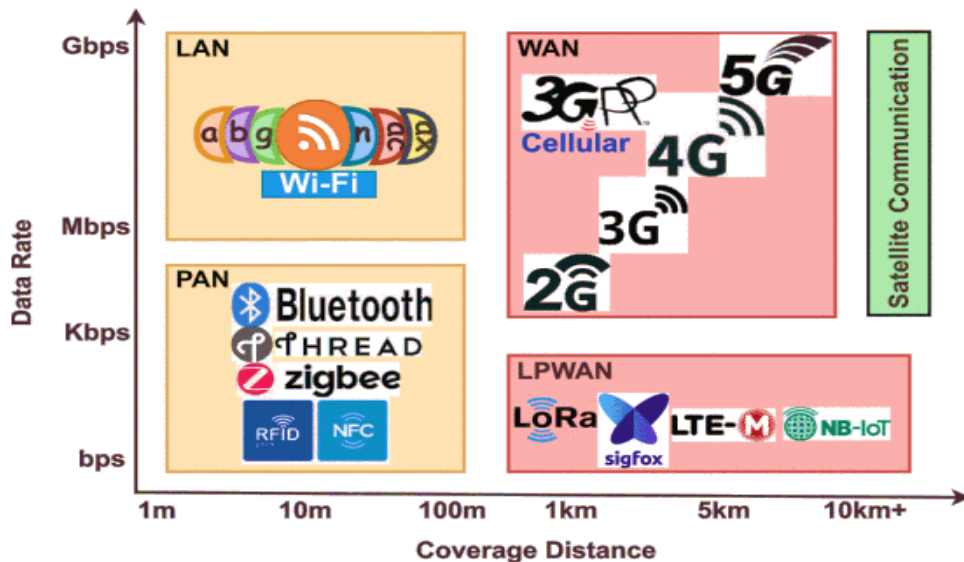 Gbps
Mbps
Kbps
bps
Data Rate
LAN
a b g n ac ax
Wi-Fi
PAN
Bluetooth
THREAD
zigbee
RFID
NFC
WAN
3GPP
Cellular
5G
4G
3G
2G
LPWAN
LoRa
sigfox
LTE-M
NB-IoT
Satellite Communication
1m 10m 100m 1km 5km 10km+
Coverage Distance